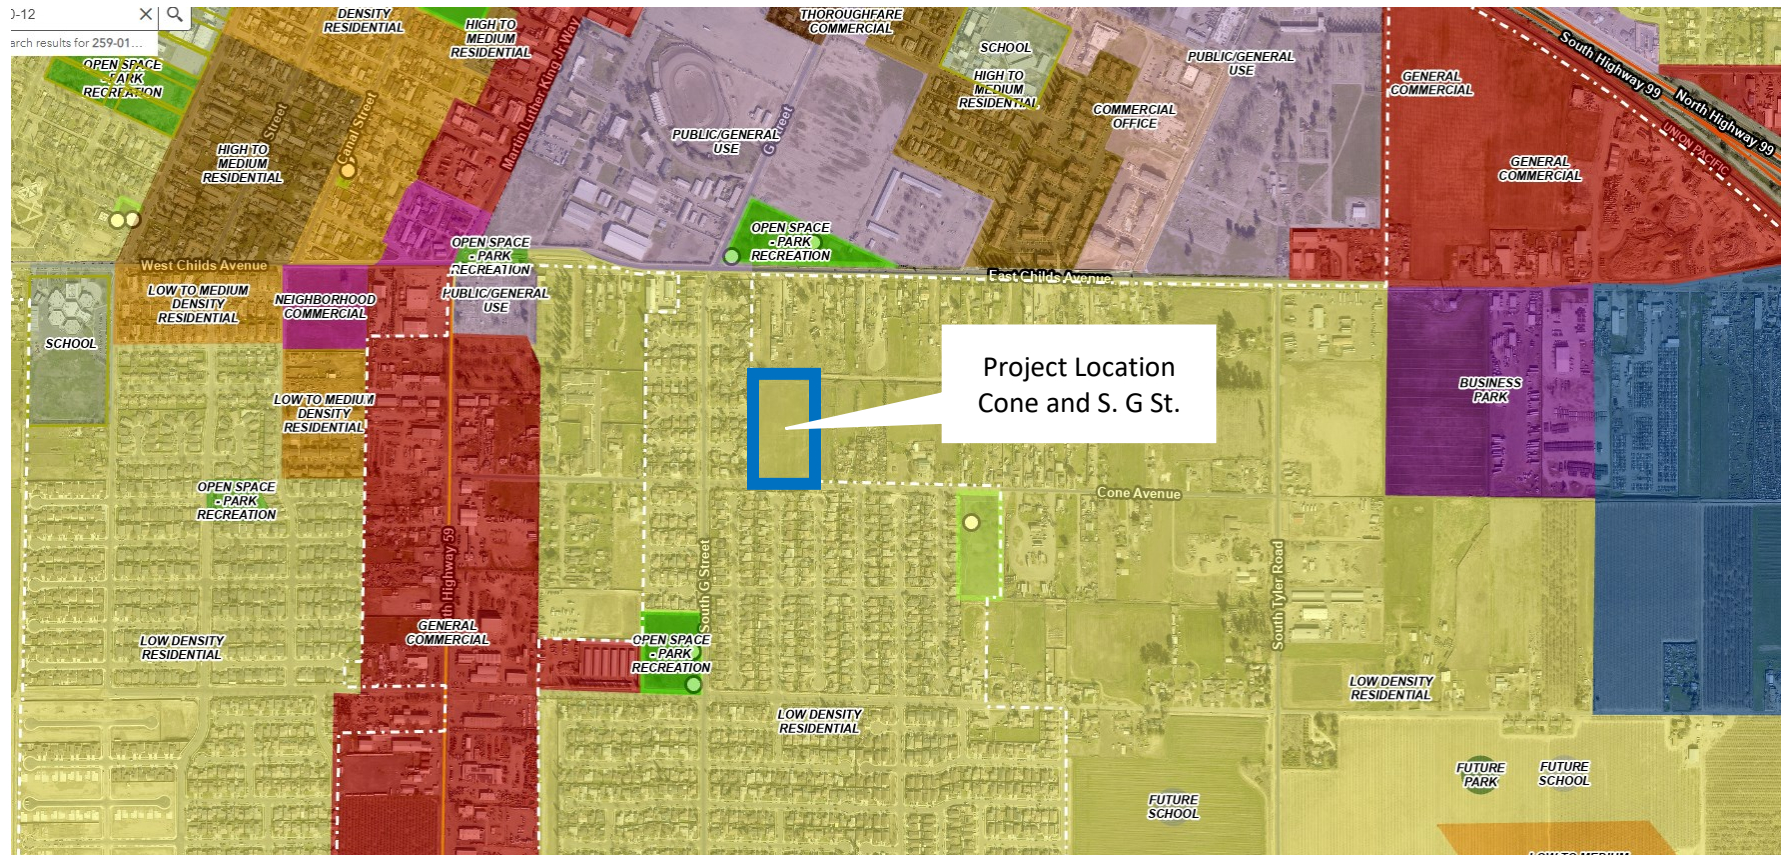 0-12
arch results for 259-01...
DENSITY
RESIDENTIAL
HIGH TO
MEDIUM
RESIDENTIAL
THOROUGHFARE
COMMERCIAL
SCHOOL
HIGH TO
MEDIUM
RESIDENTIAL
PUBLIC/GENERAL
USE
GENERAL
COMMERCIAL
South Highway 99
North Highway 99
UNION PACIFIC
OPEN SPACE
- PARK
RECREATION
HIGH TO
MEDIUM
RESIDENTIAL
Street
Canal Street
Martin Luther King Jr Way
PUBLIC/GENERAL
USE
G Street
COMMERCIAL
OFFICE
GENERAL
COMMERCIAL
OPEN SPACE
- PARK
RECREATION
OPEN SPACE
- PARK
RECREATION
West Childs Avenue
East Childs Avenue
LOW TO MEDIUM
DENSITY
RESIDENTIAL
NEIGHBORHOOD
COMMERCIAL
PUBLIC/GENERAL
USE
SCHOOL
Project Location
Cone and S. G St.
BUSINESS
PARK
LOW TO MEDIUM
DENSITY
RESIDENTIAL
OPEN SPACE
- PARK
RECREATION
Cone Avenue
th Highway 59
South G Street
South Tyler Road
GENERAL
COMMERCIAL
LOW DENSITY
RESIDENTIAL
OPEN SPACE
- PARK
RECREATION
LOW DENSITY
RESIDENTIAL
LOW DENSITY
RESIDENTIAL
FUTURE
PARK
FUTURE
SCHOOL
FUTURE
SCHOOL
LOW TO MEDIUM